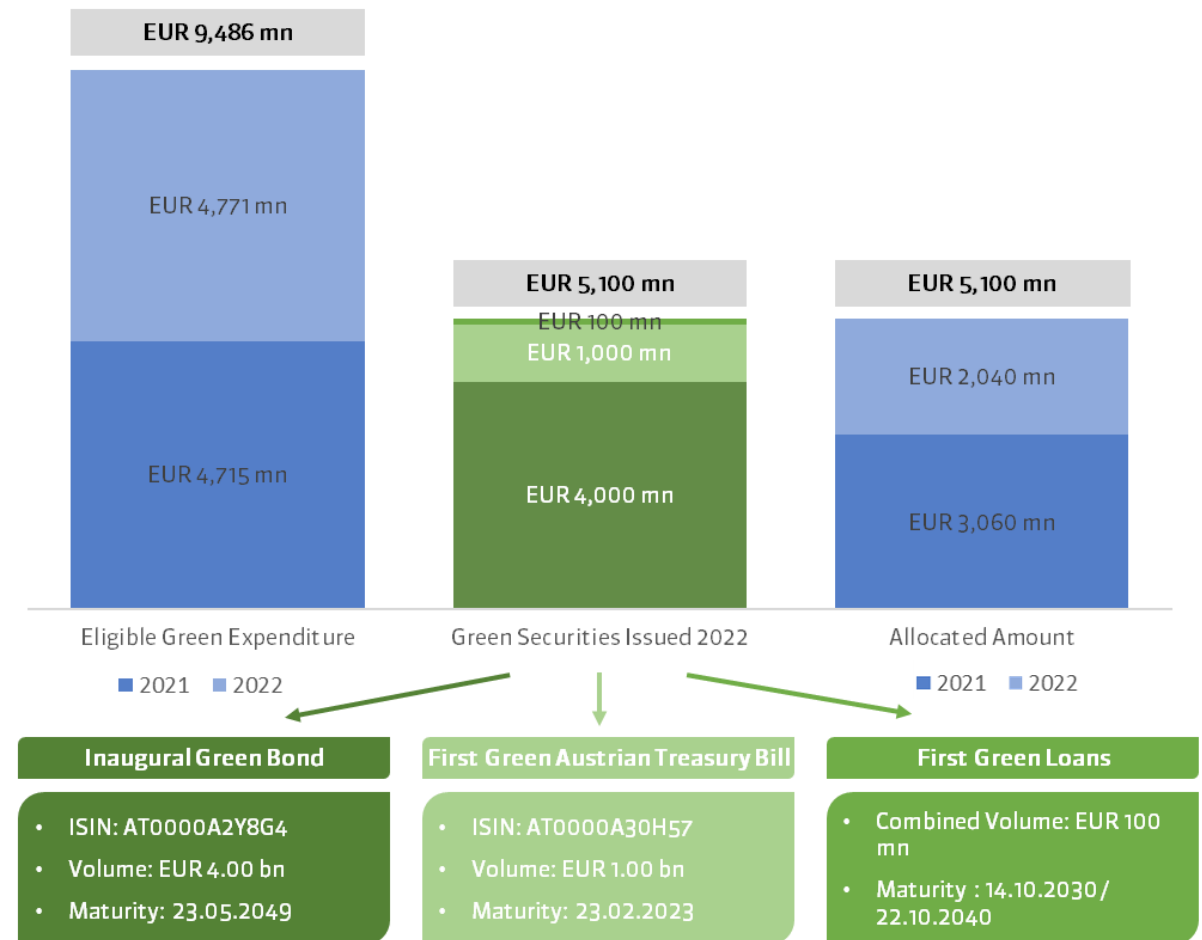 EUR 9,486 mn
EUR 4,771 mn
EUR 4,715 mn
EUR 5,100 mn
EUR 100 mn
EUR 1,000 mn
EUR 4,000 mn
EUR 5,100 mn
EUR 2,040 mn
EUR 3,060 mn
Eligible Green Expenditure
Green Securities Issued 2022
Allocated Amount
2021 2022
2021 2022
Inaugural Green Bond
• ISIN: AT0000A2Y8G4
• Volume: EUR 4.00 bn
• Maturity: 23.05.2049
First Green Austrian Treasury Bill
• ISIN: AT0000A30H57
• Volume: EUR 1.00 bn
• Maturity: 23.02.2023
First Green Loans
• Combined Volume: EUR 100
mn
• Maturity : 14.10.2030/
22.10.2040